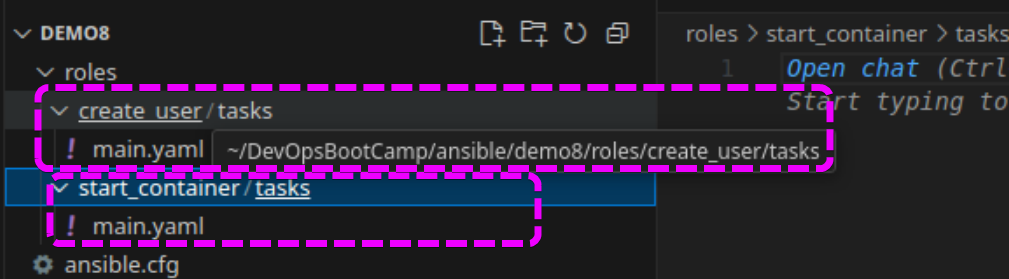 DEMO8
roles > start_container > tasks
roles
1 Open chat (Ctrl
create_user/tasks
Start typing to
! main.yaml
~/DevOpsBootCamp/ansible/demo8/roles/create_user/tasks
start_container/tasks
! main.yaml
ansible.cfg